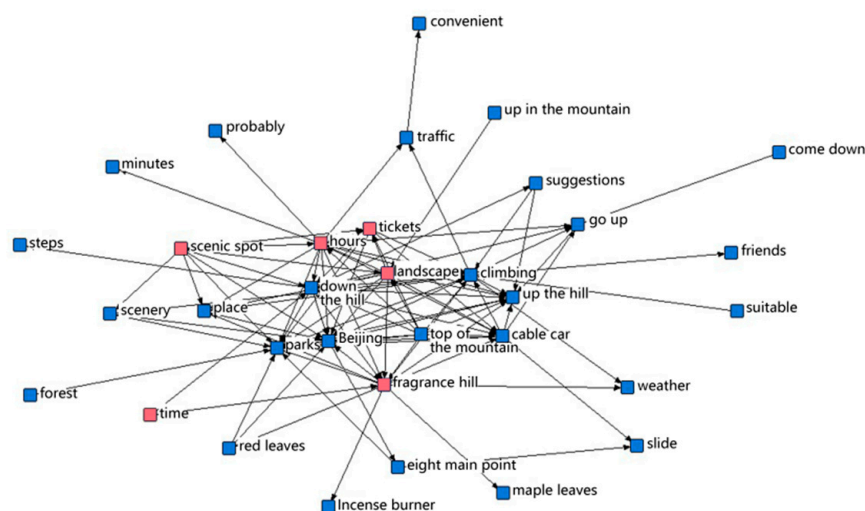 convenient
up in the mountain
probably
traffic
come down
minutes
suggestions
go up
tickets
steps
scenic spot
hours
friends
landscape
climbing
down
the hill
up the hill
scenery
place
suitable
parks
Beijing
top of
the mountain
cable car
fragrance hill
weather
forest
time
red leaves
slide
eight main point
maple leaves
Incense burner